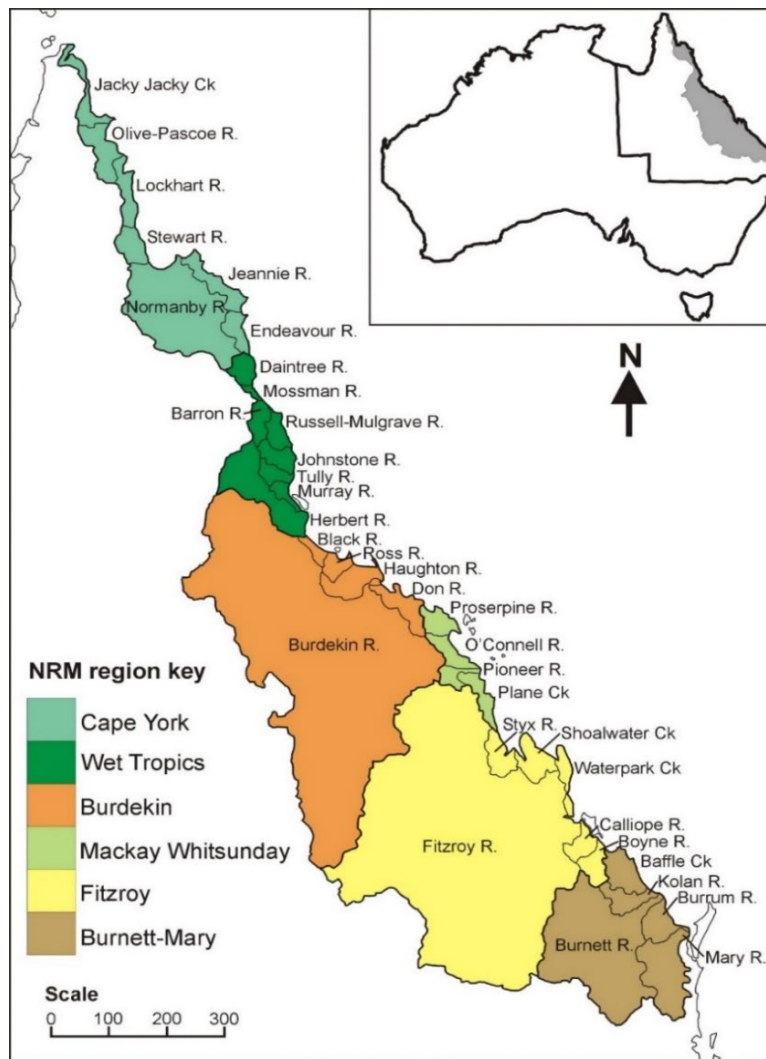 Jacky Jacky Ck
Olive-Pascoe R.
Lockhart R.
Stewart R.
Jeannie R.
Normanby R.
Endeavour R.
Daintree R.
Mossman R.
Barron R.
Russell-Mulgrave R.
Johnstone R.
Tully R.
Murray R.
Herbert R.
Black R.
Ross R.
Haughton R.
Don R.
Proserpine R.
O'Connell R.
Burdekin R.
Pioneer R.
Plane Ck
Styx R.
Shoalwater Ck
Waterpark Ck
Calliope R.
Fitzroy R.
Boyne R.
Baffle Ck
Kolan R.
Burrum R.
Burnett R.
Mary R.
N
NRM region key
Cape York
Wet Tropics
Burdekin
Mackay Whitsunday
Fitzroy
Burnett-Mary
Scale
0 100 200 300